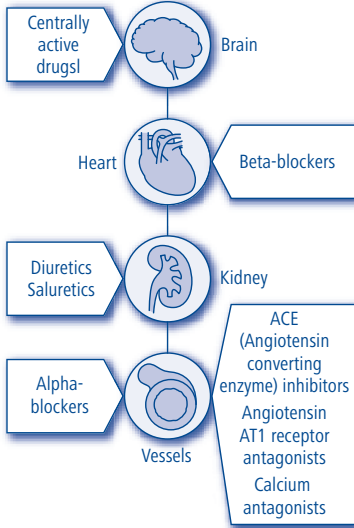 Centrally
active
drugsl
Brain
Heart
Beta-blockers
Diuretics
Saluretics
Kidney
Alpha-
blockers
Vessels
ACE
(Angiotensin
converting
enzyme) inhibitors
Angiotensin
AT1 receptor
antagonists
Calcium
antagonists